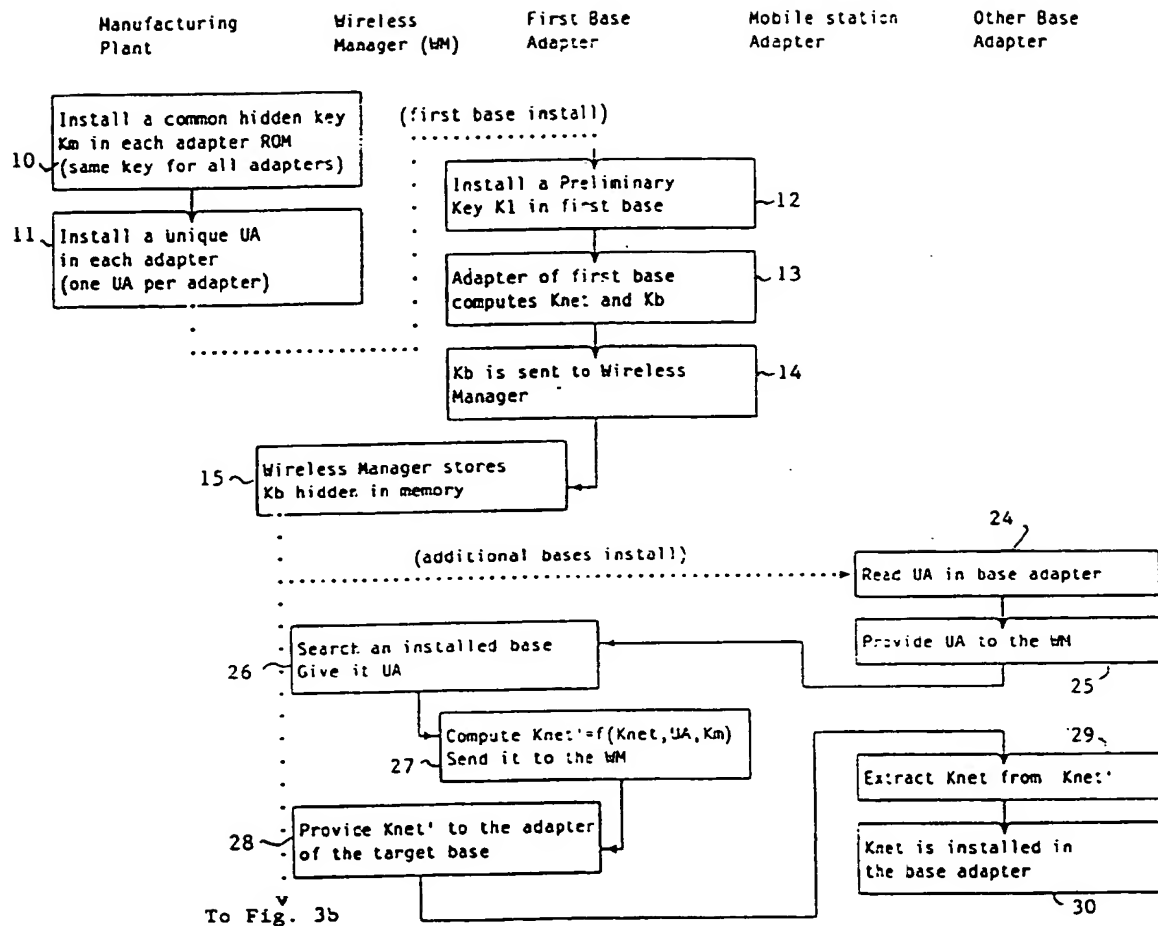 Manufacturing
Plant
Wireless
Manager (WM)
First Base
Adapter
Mobile station
Adapter
Other Base
Adapter
(first base install)
Install a common hidden key
Km in each adapter ROM
(same key for all adapters)
10
Install a Preliminary
Key K1 in first base
12
11
Install a unique UA
in each adapter
(one UA per adapter)
Adapter of first base
computes Knet and Kb
13
Kb is sent to Wireless
Manager
14
15
Wireless Manager stores
Kb hidden in memory
24
(additional bases install)
Read UA in base adapter
Search an installed base
Give it UA
26
Provide UA to the WM
25
Compute Knet'=f(Knet,UA,Km)
Send it to the WM
27
29
Extract Knet from Knet'
28
Provice Knet' to the adapter
of the target base
Knet is installed in
the base adapter
30
To Fig. 3b